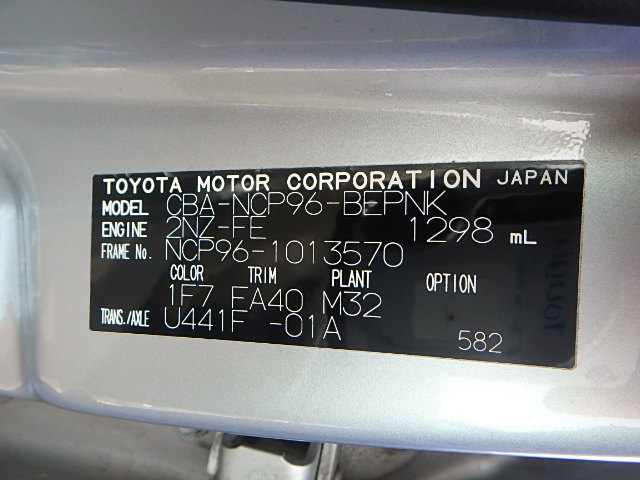 TOYOTA MOTOR CORPORATION JAPAN
MODEL CBA-NCP96-BEPNK
ENGINE 2NZ-FE 1298 mL
FRAME No. NCP96-1013570
COLOR TRIM PLANT OPTION
1F7 FA40 M32
TRANS./AXLE U441F -01A
582